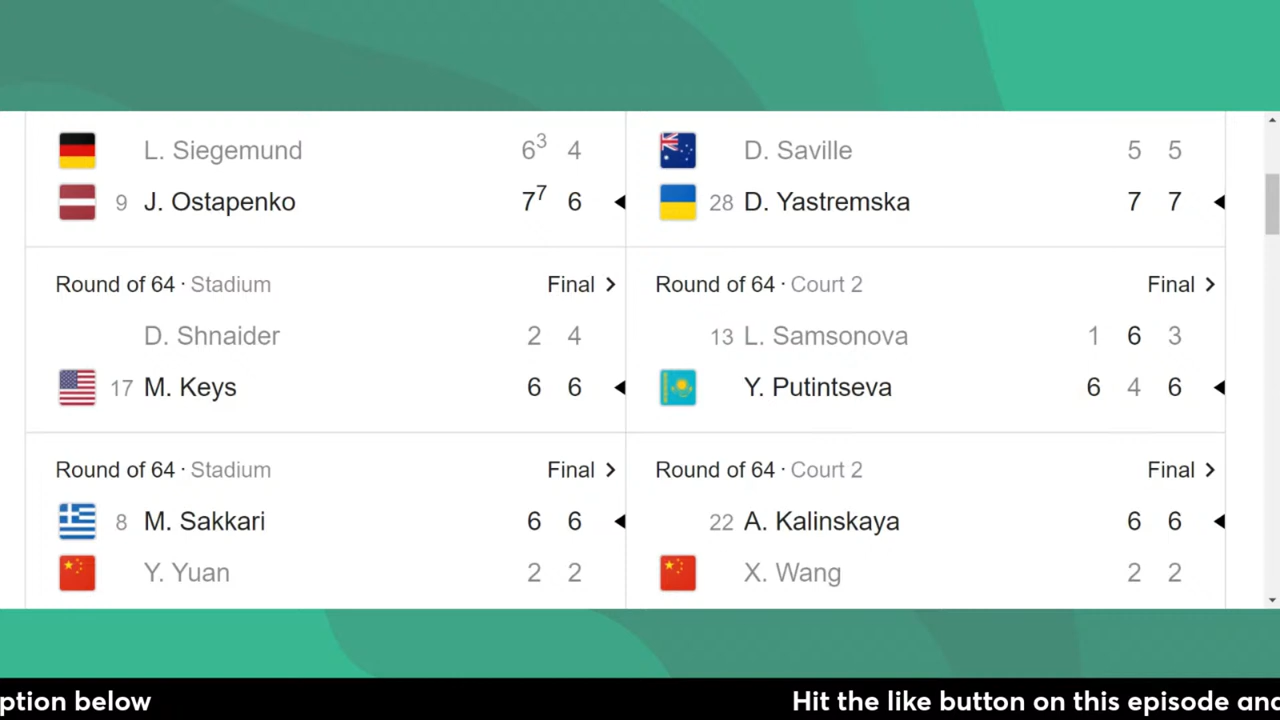 L. Siegemund 6³ 4
9 J. Ostapenko 7⁷ 6
D. Saville 5 5
28 D. Yastremska 7 7
Round of 64 · Stadium Final
D. Shnaider 2 4
17 M. Keys 6 6
Round of 64 · Court 2 Final
13 L. Samsonova 1 6 3
Y. Putintseva 6 4 6
Round of 64 · Stadium Final
8 M. Sakkari 6 6
Y. Yuan 2 2
Round of 64 · Court 2 Final
22 A. Kalinskaya 6 6
X. Wang 2 2
ption below Hit the like button on this episode and